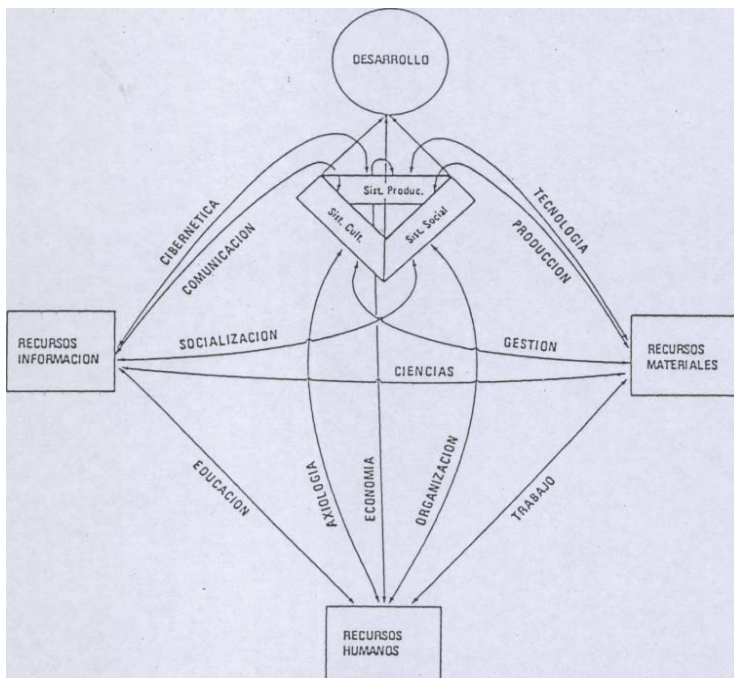 DESARROLLO
Sist. Produc.
Sist. Cult.
Sist. Social
CIBERNETICA
COMUNICACION
TECNOLOGIA
PRODUCCION
RECURSOS
INFORMACION
SOCIALIZACION
GESTION
RECURSOS
MATERIALES
CIENCIAS
EDUCACION
AXIOLOGIA
ECONOMIA
ORGANIZACION
TRABAJO
RECURSOS
HUMANOS